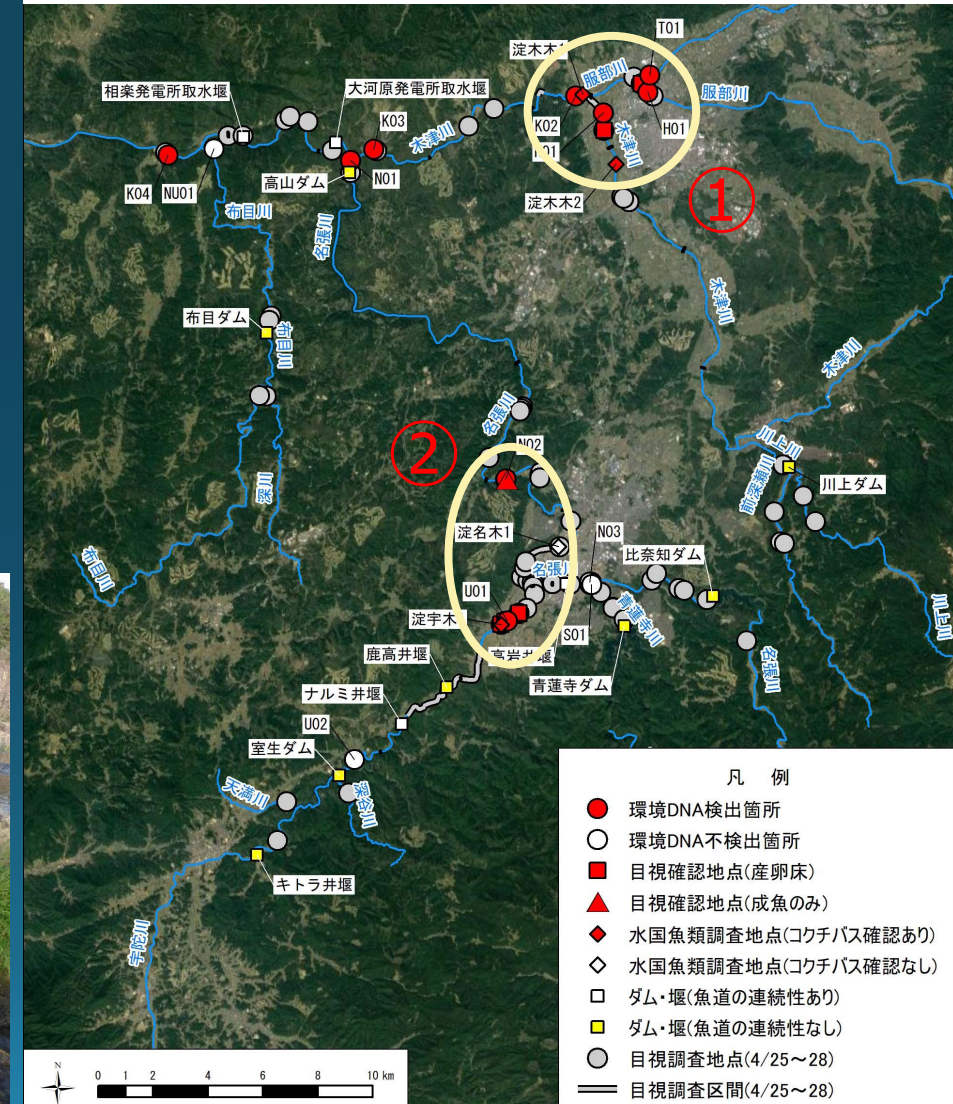 T01
淀木木1
服部川
服部川
相楽発電所取水堰
大河原発電所取水堰
K03
木津川
K02
H01
木津川
K04
NU01
高山ダム
N01
淀木木2
①
布目川
名張川
木津川
布目ダム
布目川
木津川
名張川
②
N02
川上川
前深瀬川
川上ダム
深川
淀名木1
N03
比奈知ダム
布目川
名張川
U01
淀宇木
S01
青蓮寺川
高岩井堰
川上川
鹿高井堰
青蓮寺ダム
名張川
ナルミ井堰
U02
室生ダム
天満川
深谷川
キトラ井堰
宇陀川
凡 例
環境DNA検出箇所
環境DNA不検出箇所
目視確認地点(産卵床)
目視確認地点(成魚のみ)
水国魚類調査地点(コクチバス確認あり)
水国魚類調査地点(コクチバス確認なし)
ダム・堰(魚道の連続性あり)
ダム・堰(魚道の連続性なし)
目視調査地点(4/25～28)
目視調査区間(4/25～28)
N
0 1 2 4 6 8 10 km